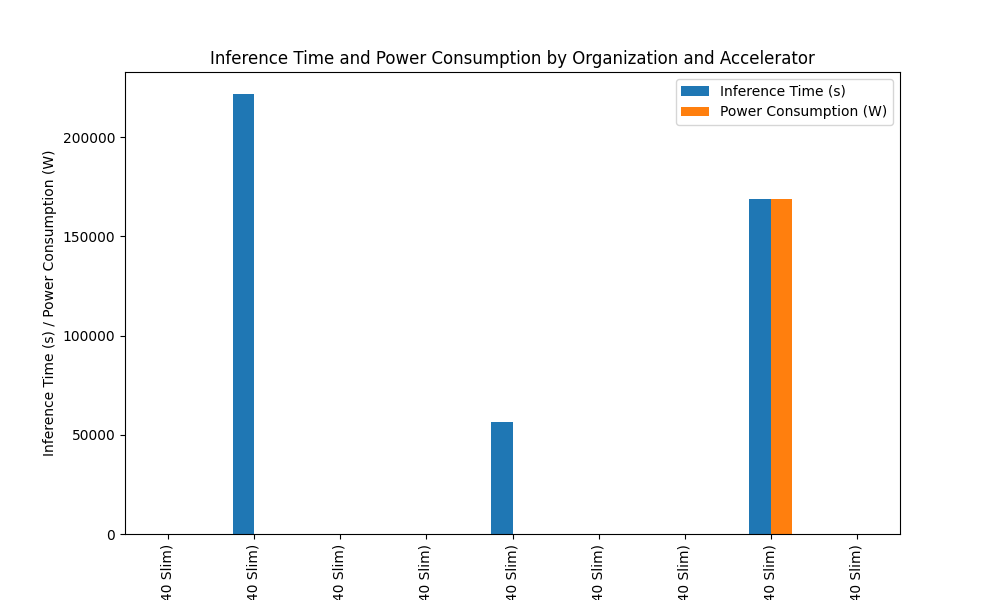 Inference Time and Power Consumption by Organization and Accelerator
Inference Time (s)
Power Consumption (W)
Inference Time (s) / Power Consumption (W)
200000
150000
100000
50000
0
40 Slim)
40 Slim)
40 Slim)
40 Slim)
40 Slim)
40 Slim)
40 Slim)
40 Slim)
40 Slim)